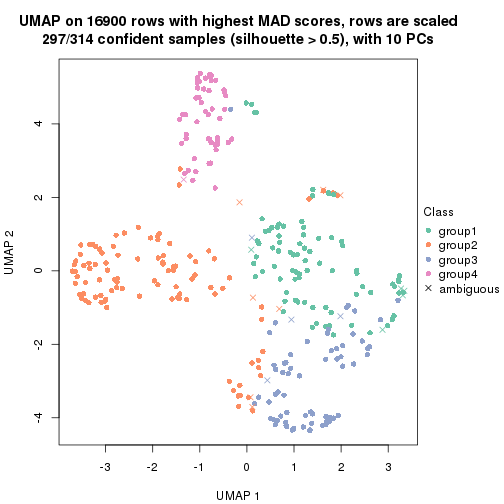 UMAP on 16900 rows with highest MAD scores, rows are scaled
297/314 confident samples (silhouette > 0.5), with 10 PCs
4
2
0
-2
-4
UMAP 2
-3
-2
-1
0
1
2
3
UMAP 1
Class
group1
group2
group3
group4
ambiguous